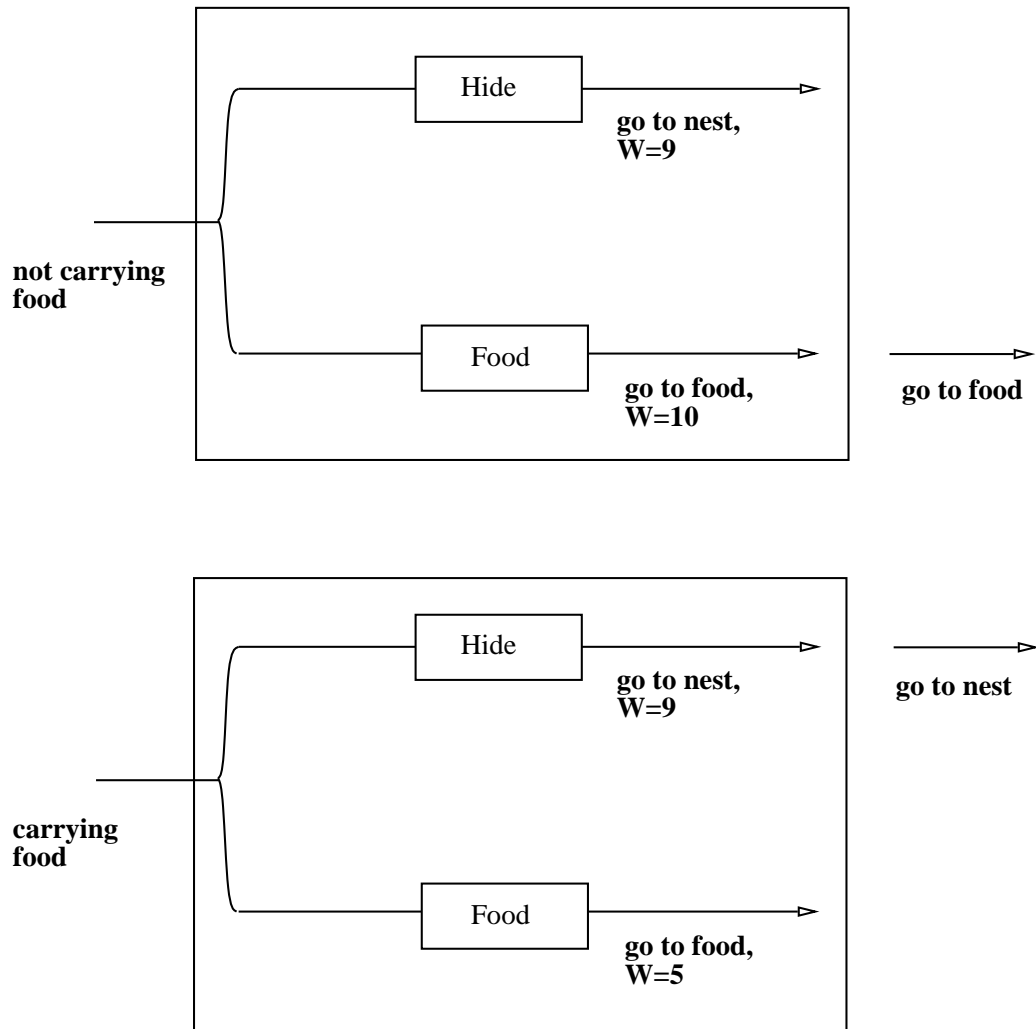 Hide
go to nest,
W=9
not carrying
food
Food
go to food,
W=10
go to food
Hide
go to nest,
W=9
go to nest
carrying
food
Food
go to food,
W=5